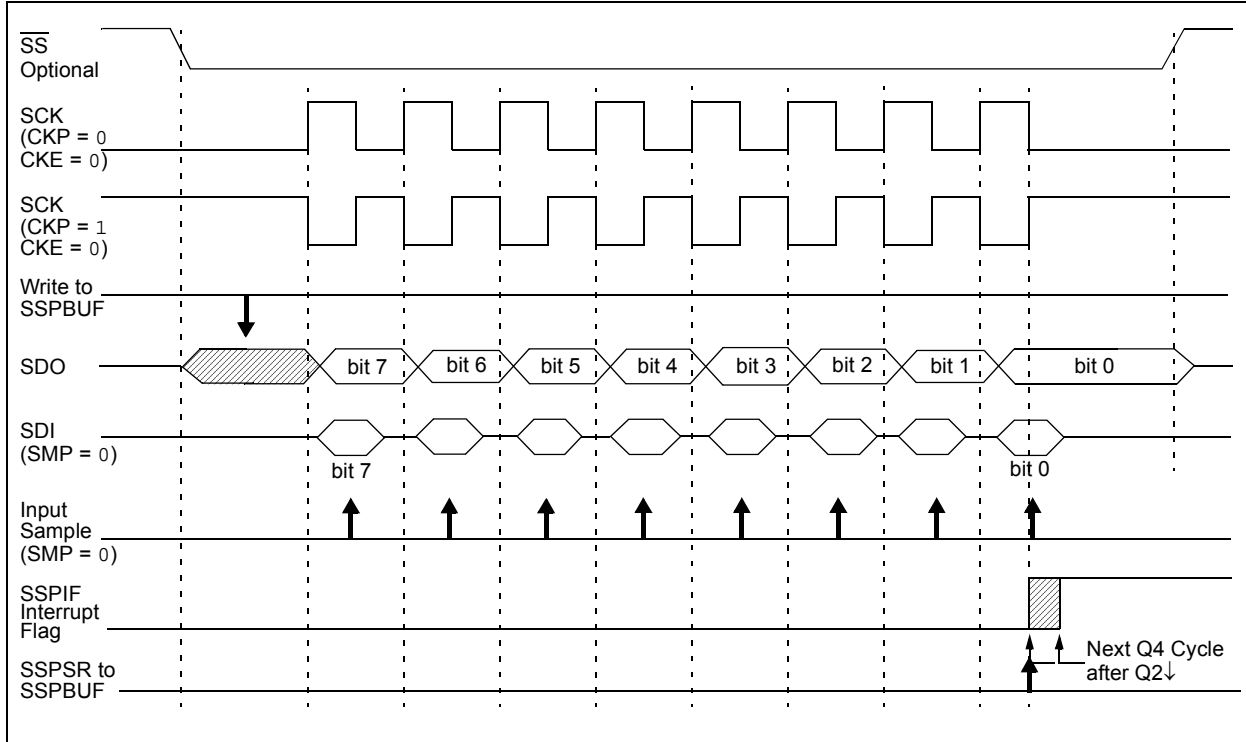 SS
Optional
SCK
(CKP = 0
CKE = 0)
SCK
(CKP = 1
CKE = 0)
Write to
SSPBUF
SDO
bit 7
bit 6
bit 5
bit 4
bit 3
bit 2
bit 1
bit 0
SDI
(SMP = 0)
bit 7
bit 0
Input
Sample
(SMP = 0)
SSPIF
Interrupt
Flag
Next Q4 Cycle
after Q2↓
SSPSR to
SSPBUF